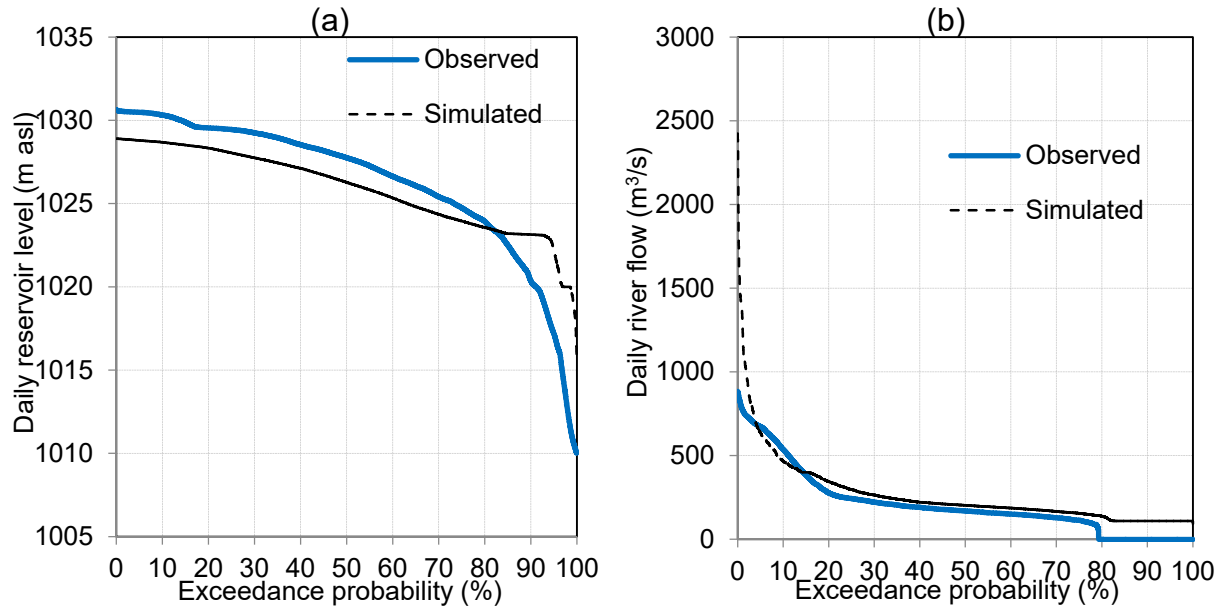 (a)
Daily reservoir level (m asl)
1035
1030
1025
1020
1015
1010
1005
Observed
Simulated
0 10 20 30 40 50 60 70 80 90 100
Exceedance probability (%)
(b)
Daily river flow (m³/s)
3000
2500
2000
1500
1000
500
0
Observed
Simulated
0 10 20 30 40 50 60 70 80 90 100
Exceedance probability (%)